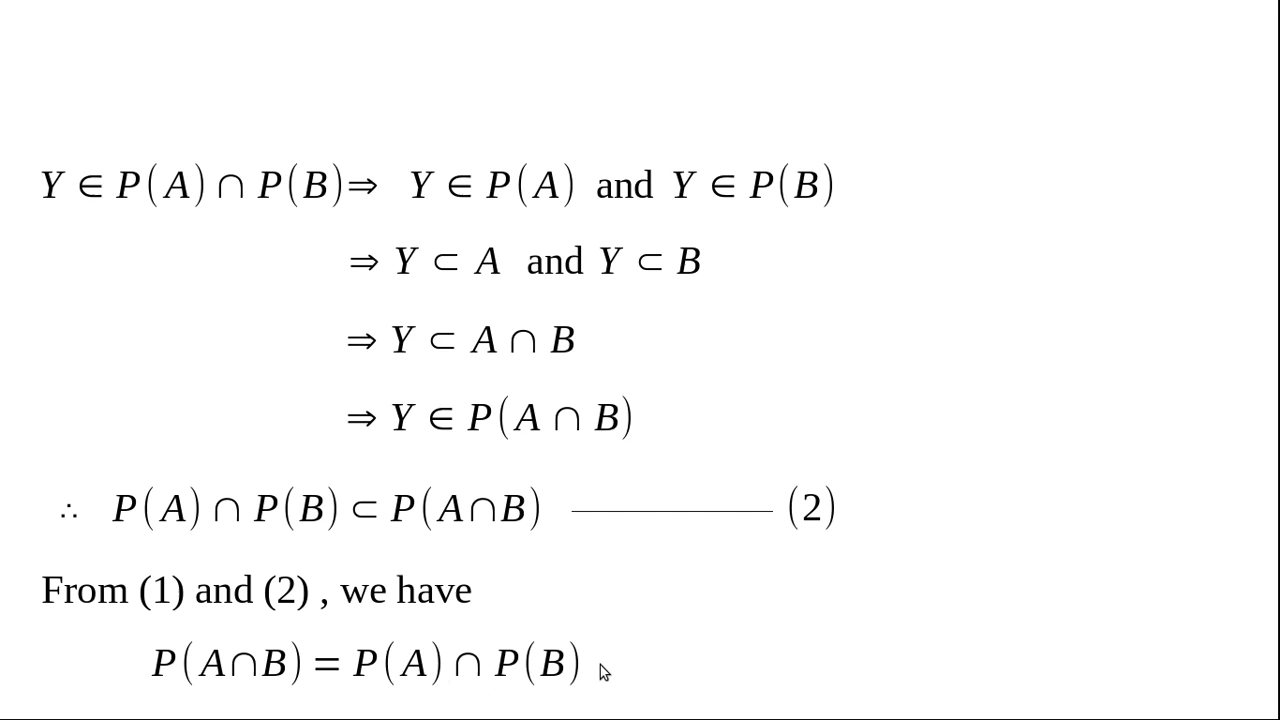 Y ∈ P(A) ∩ P(B) ⇒ Y ∈ P(A) and Y ∈ P(B)
⇒ Y ⊂ A and Y ⊂ B
⇒ Y ⊂ A ∩ B
⇒ Y ∈ P(A ∩ B)
∴ P(A) ∩ P(B) ⊂ P(A∩B) ———— (2)
From (1) and (2) , we have
P(A∩B) = P(A) ∩ P(B)